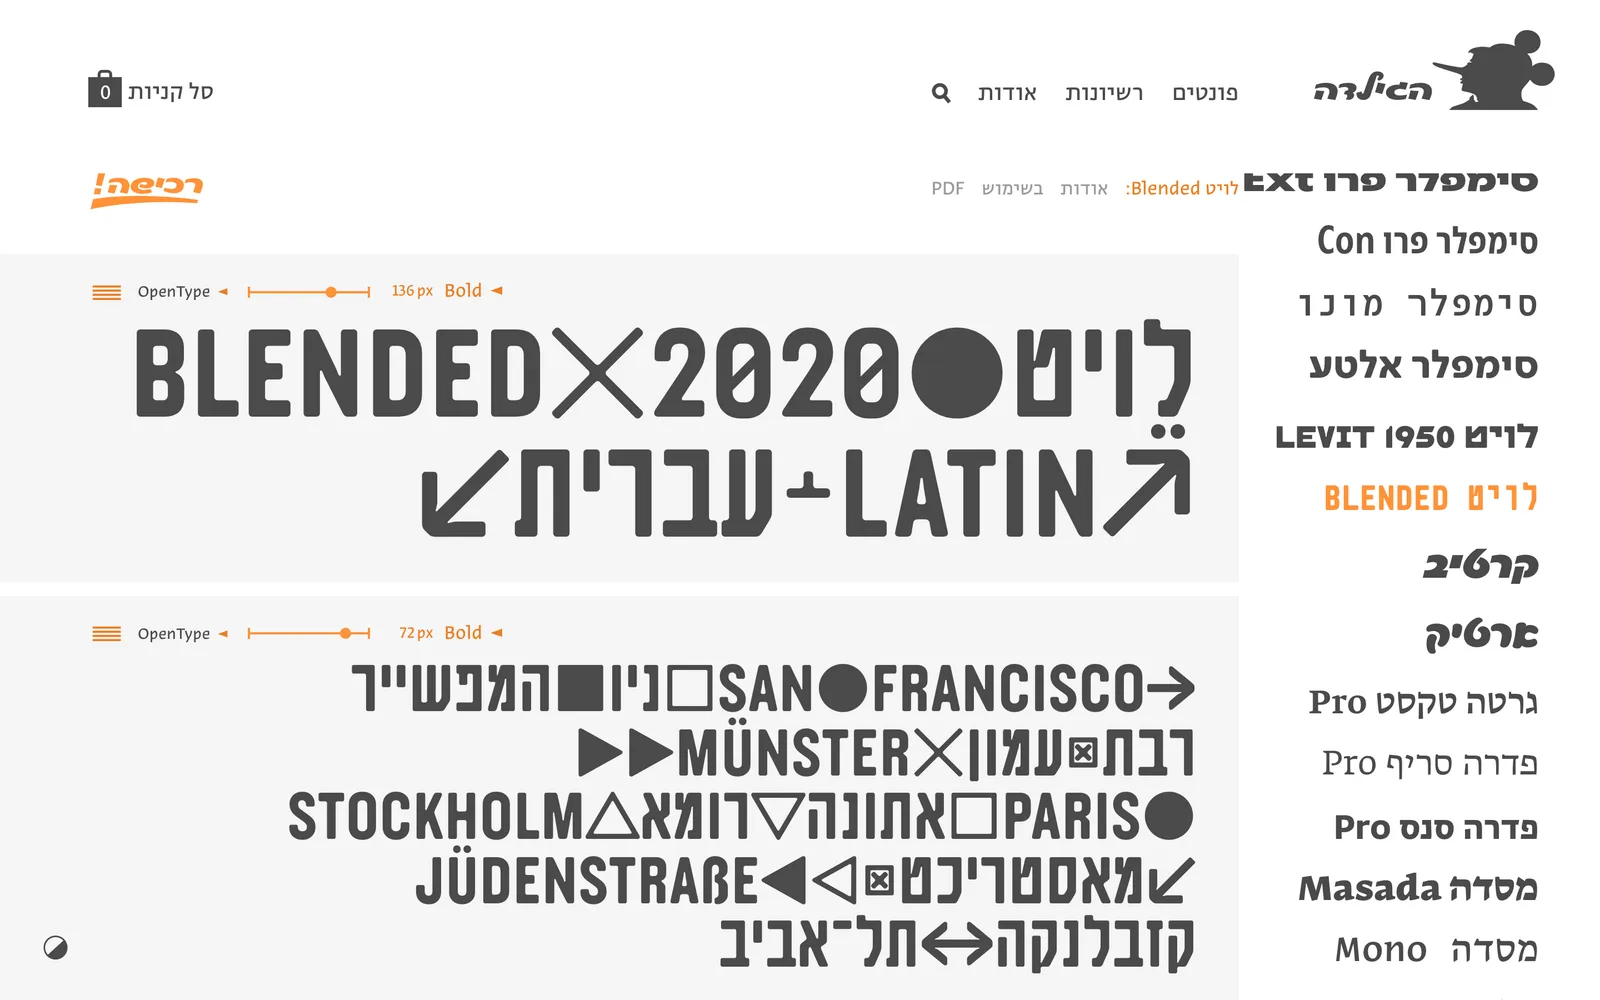 הגילדה
פונטים רשיונות אודות
סל קניות 0
לויט Blended: אודות בשימוש PDF
רכישה!
סימפלר פרו Ext
סימפלר פרו Con
סימפלר מונו
סימפלר אלטע
לויט 1950 LEVIT
לויט BLENDED
קרטיב
ארטיק
גרטה טקסט Pro
פדרה סריף Pro
פדרה סנס Pro
מסדה Masada
מסדה Mono
Bold 136 px OpenType
לויט●2020×BLENDED
↗LATIN+עברית↙
Bold 72 px OpenType
→SAN●FRANCISCO□ניו■המפשייר
רבת⊠עמון×MÜNSTER▶▶
●PARIS□אתונה▽רומא△STOCKHOLM
↙מאסטריכט⊠◁◀JÜDENSTRAßE
קזבלנקה↔תל־אביב